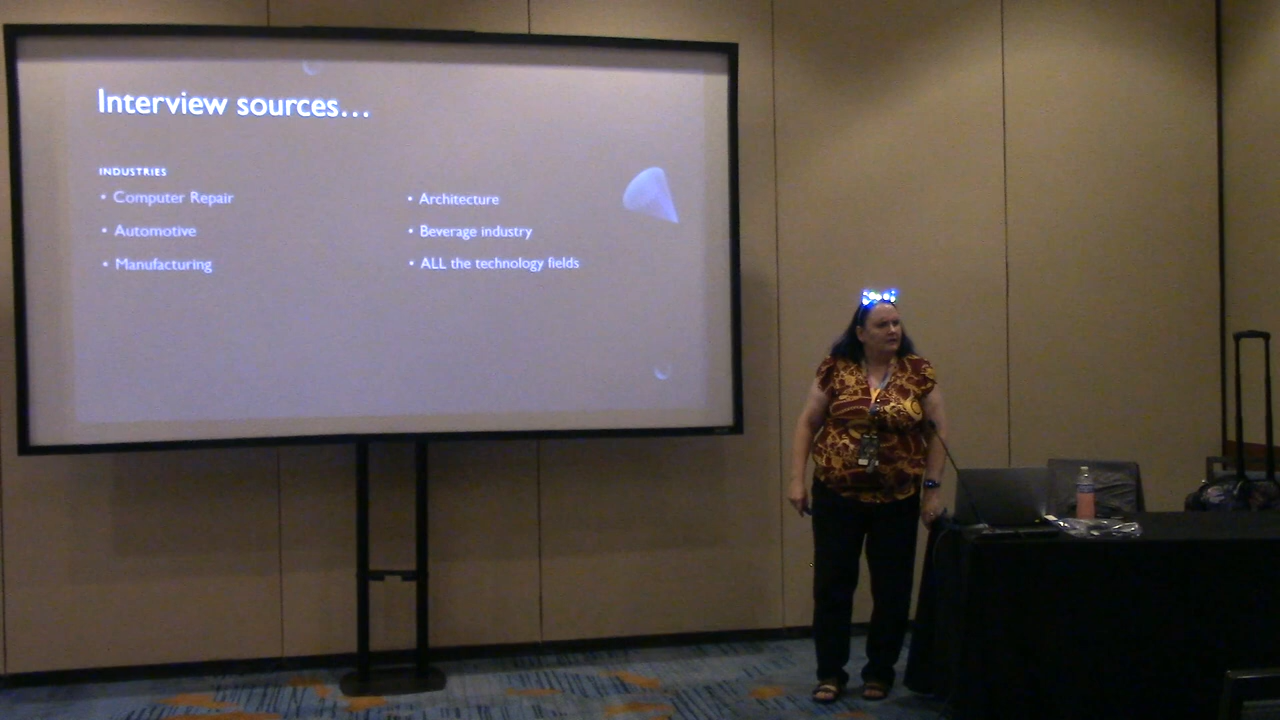 Interview sources...
INDUSTRIES
• Computer Repair
• Automotive
• Manufacturing
• Architecture
• Beverage industry
• ALL the technology fields